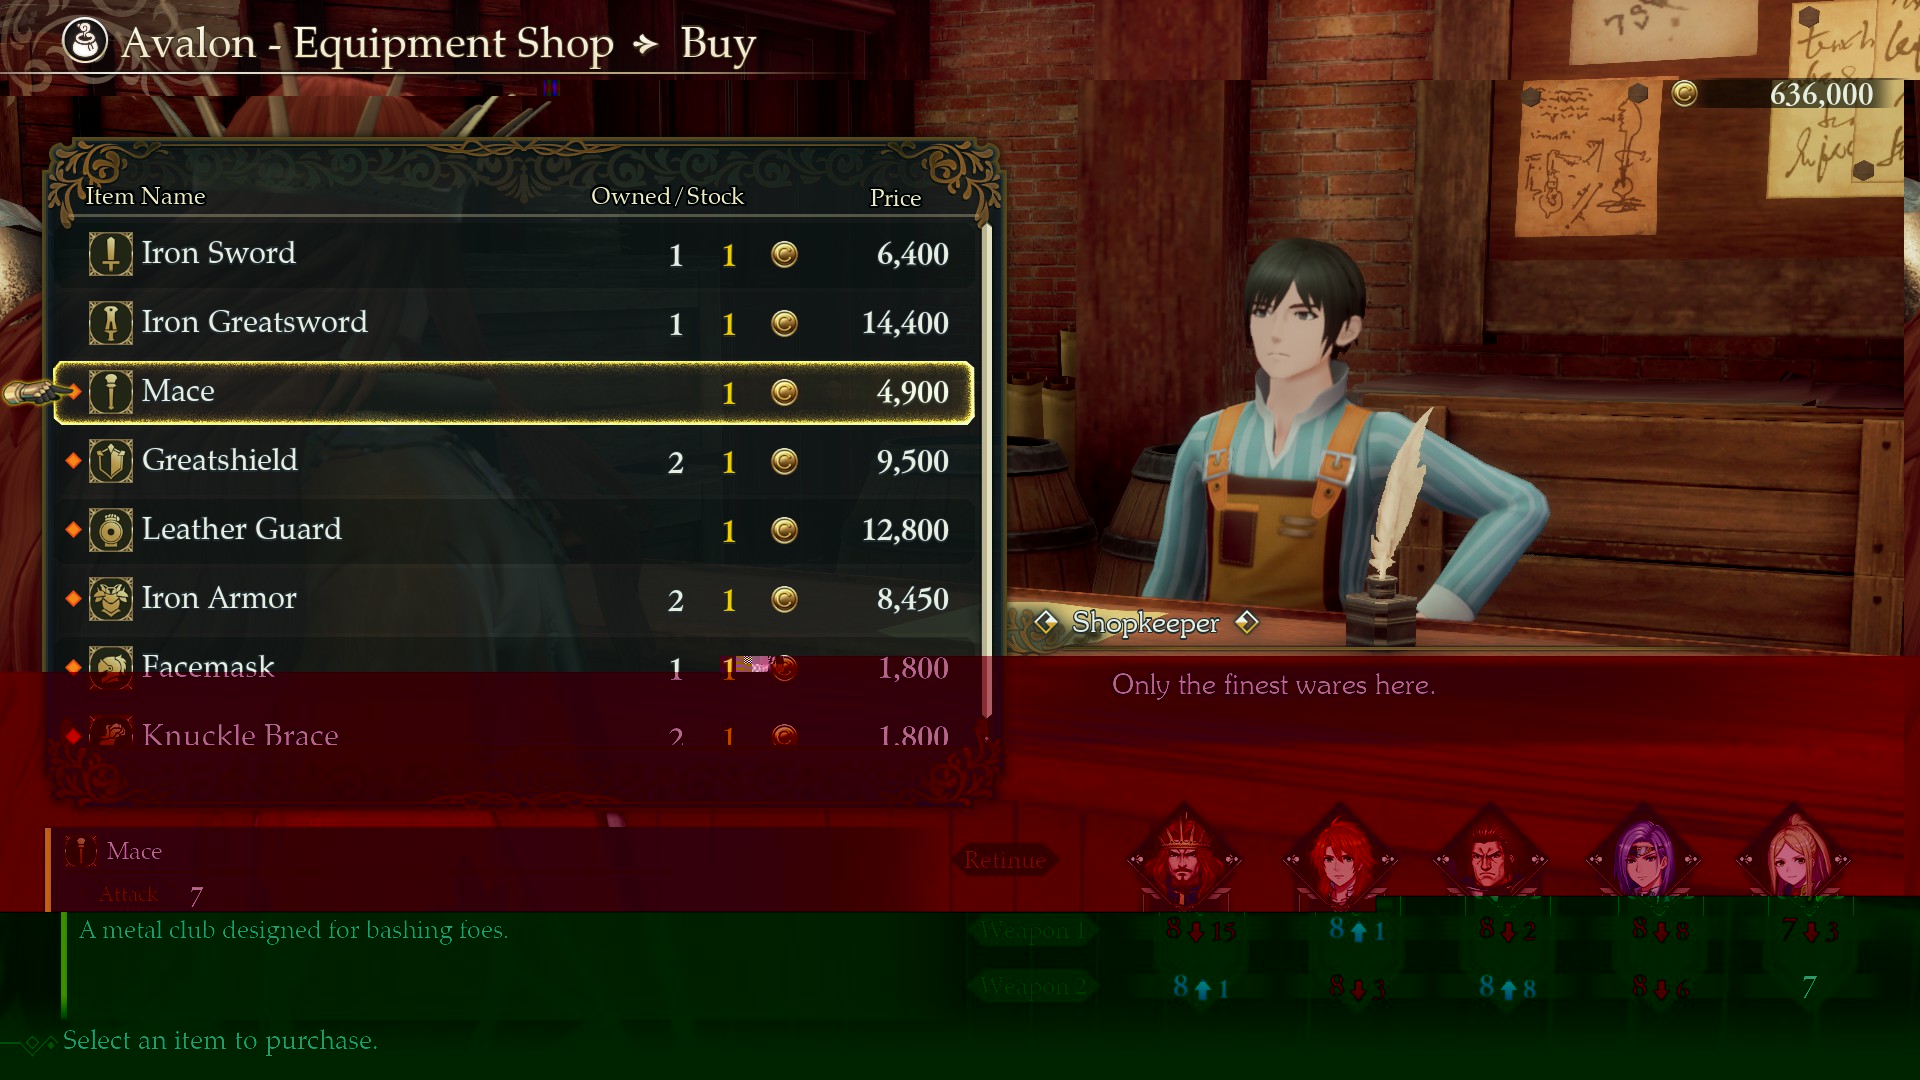 Avalon - Equipment Shop → Buy
636,000
Item Name Owned/Stock Price
Iron Sword 1 1 6,400
Iron Greatsword 1 1 14,400
Mace 1 4,900
Greatshield 2 1 9,500
Leather Guard 1 12,800
Iron Armor 2 1 8,450
Facemask 1 1 1,800
Knuckle Brace 2 1 1,800
Shopkeeper
Only the finest wares here.
Mace
Attack 7
A metal club designed for bashing foes.
Retinue
Weapon 1 8 ↓ 15 8 ↑ 1 8 ↓ 2 8 ↓ 8 7 ↓ 3
Weapon 2 8 ↑ 1 8 ↓ 3 8 ↑ 8 8 ↓ 6 7
Select an item to purchase.